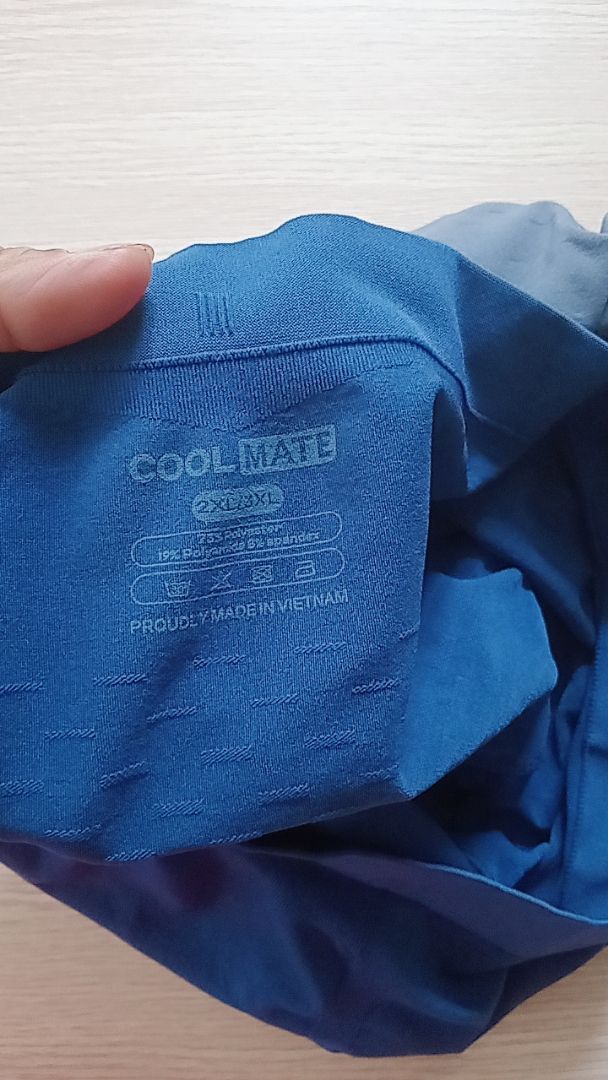 COOLMATE
2XL/3XL
75% Polyester
19% Polyamide 6% Spandex
PROUDLY MADE IN VIETNAM